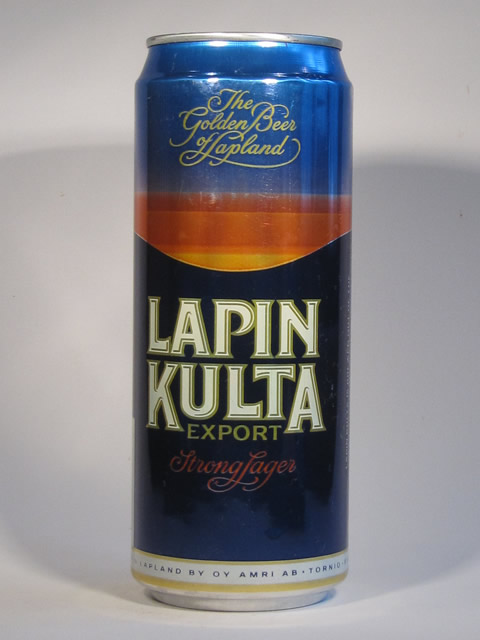 The
Golden Beer
of Lapland
LAPIN
KULTA
EXPORT
Strong Lager
LAPLAND BY OY AMRI AB • TORNIO